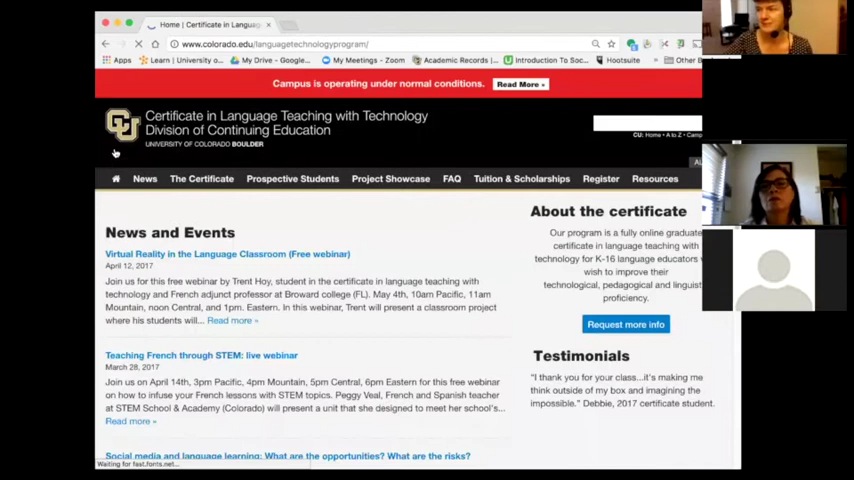 Home | Certificate in Languag
www.colorado.edu/languagetechnologyprogram/
Apps Learn | University o... My Drive - Google... My Meetings - Zoom Academic Records |... Introduction To Soc... Hootsuite Other Bo
Campus is operating under normal conditions. Read More »
Certificate in Language Teaching with Technology
Division of Continuing Education
UNIVERSITY OF COLORADO BOULDER
CU: Home • A to Z • Camp
News The Certificate Prospective Students Project Showcase FAQ Tuition & Scholarships Register Resources
News and Events
Virtual Reality in the Language Classroom (Free webinar)
April 12, 2017
Join us for this free webinar by Trent Hoy, student in the certificate in language teaching with
technology and French adjunct professor at Broward college (FL). May 4th, 10am Pacific, 11am
Mountain, noon Central, and 1pm. Eastern. In this webinar, Trent will present a classroom project
where his students will... Read more »
Teaching French through STEM: live webinar
March 28, 2017
Join us on April 14th, 3pm Pacific, 4pm Mountain, 5pm Central, 6pm Eastern for this free webinar
on how to infuse your French lessons with STEM topics. Peggy Veal, French and Spanish teacher
at STEM School & Academy (Colorado) will present a unit that she designed to meet her school's...
Read more »
Social media and language learning: What are the opportunities? What are the risks?
Waiting for fast.fonts.net...
About the certificate
Our program is a fully online graduate
certificate in language teaching with
technology for K-16 language educators
wish to improve their
technological, pedagogical and linguist
proficiency.
Request more info
Testimonials
"I thank you for your class...it's making me
think outside of my box and imagining the
impossible." Debbie, 2017 certificate student.